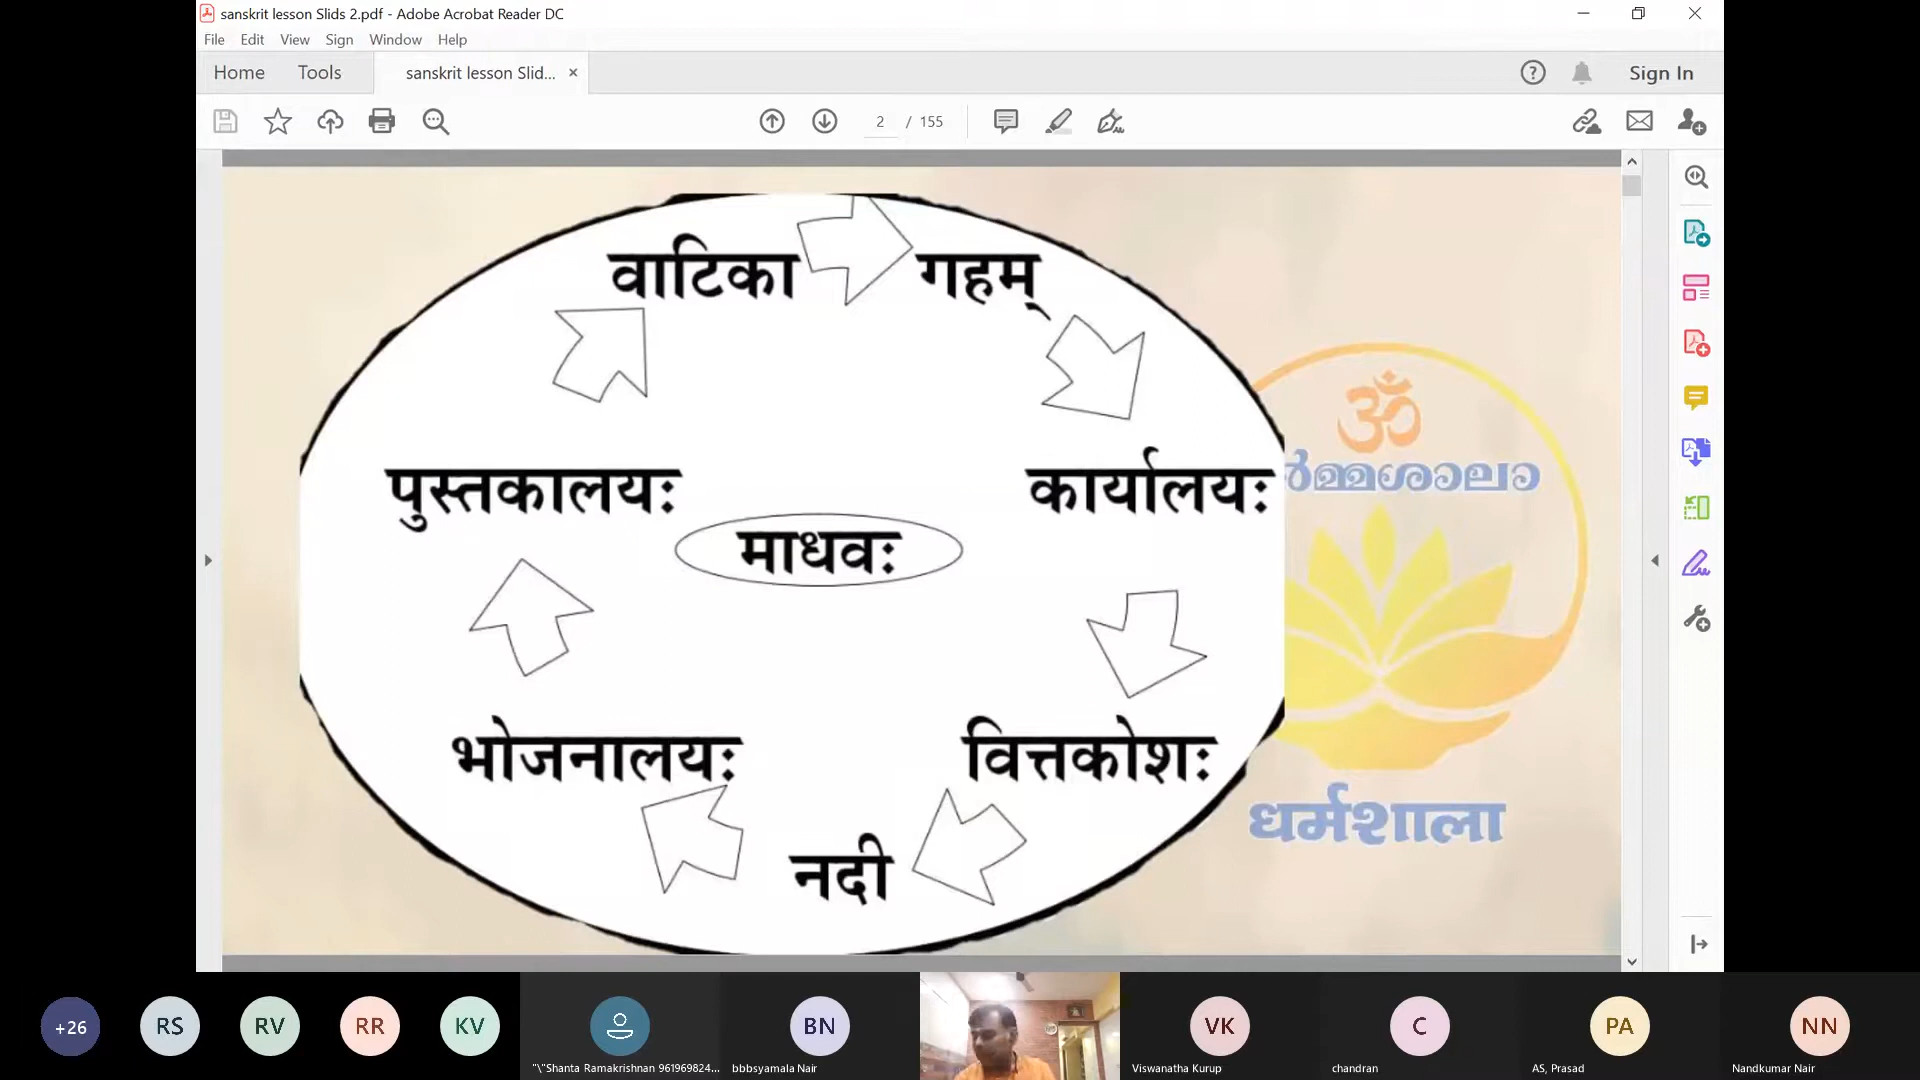 sanskrit lesson Slids 2.pdf - Adobe Acrobat Reader DC
File Edit View Sign Window Help
Home Tools sanskrit lesson Slid... × Sign In
2 / 155
वाटिका गहम्
पुस्तकालयः कार्यालयः
माधवः
भोजनालयः वित्तकोशः
नदी
ॐ
ർമ്മശാലാ
धर्मशाला
+26 RS RV RR KV BN VK C PA NN
"\"Shanta Ramakrishnan 961969824... bbbsyamala Nair Viswanatha Kurup chandran AS, Prasad Nandkumar Nair